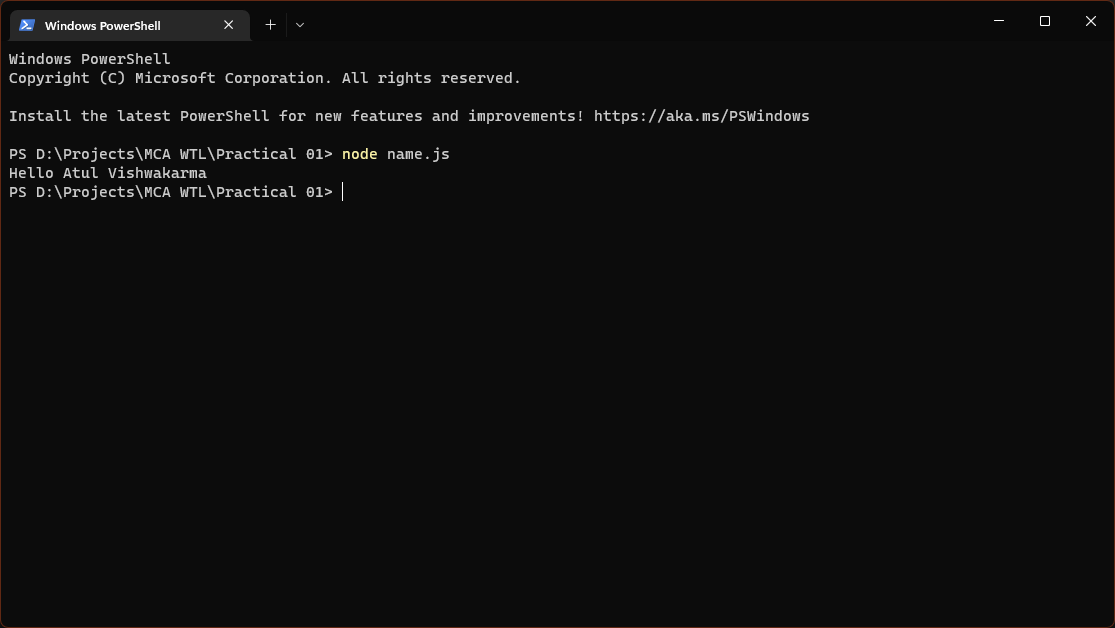 Windows PowerShell
Windows PowerShell
Copyright (C) Microsoft Corporation. All rights reserved.
Install the latest PowerShell for new features and improvements! https://aka.ms/PSWindows
PS D:\Projects\MCA WTL\Practical 01> node name.js
Hello Atul Vishwakarma
PS D:\Projects\MCA WTL\Practical 01>